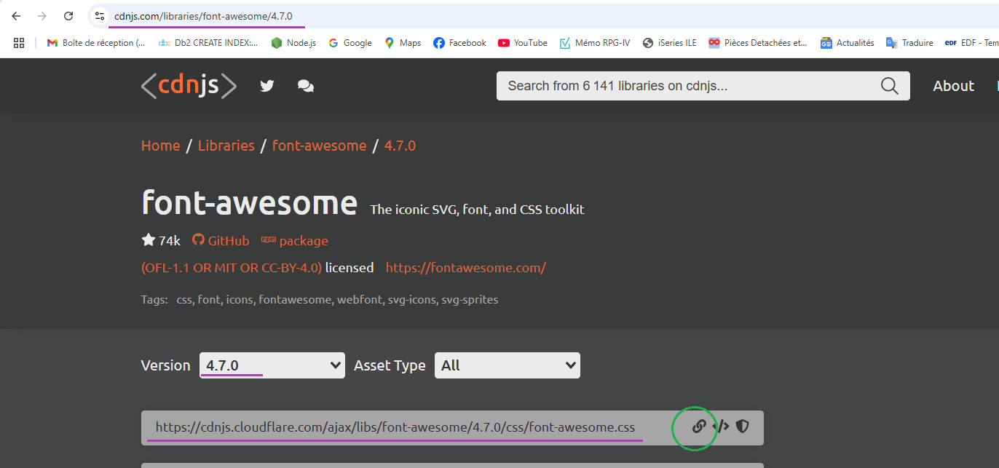 cdnjs.com/libraries/font-awesome/4.7.0
Boîte de réception (... Db2 CREATE INDEX:... Node.js Google Maps Facebook YouTube Mémo RPG-IV iSeries ILE Pièces Detachées et... Actualités Traduire EDF - Tem
<cdnjs> Search from 6 141 libraries on cdnjs... About
Home / Libraries / font-awesome / 4.7.0
font-awesome The iconic SVG, font, and CSS toolkit
74k GitHub package
(OFL-1.1 OR MIT OR CC-BY-4.0) licensed https://fontawesome.com/
Tags: css, font, icons, fontawesome, webfont, svg-icons, svg-sprites
Version 4.7.0 Asset Type All
https://cdnjs.cloudflare.com/ajax/libs/font-awesome/4.7.0/css/font-awesome.css